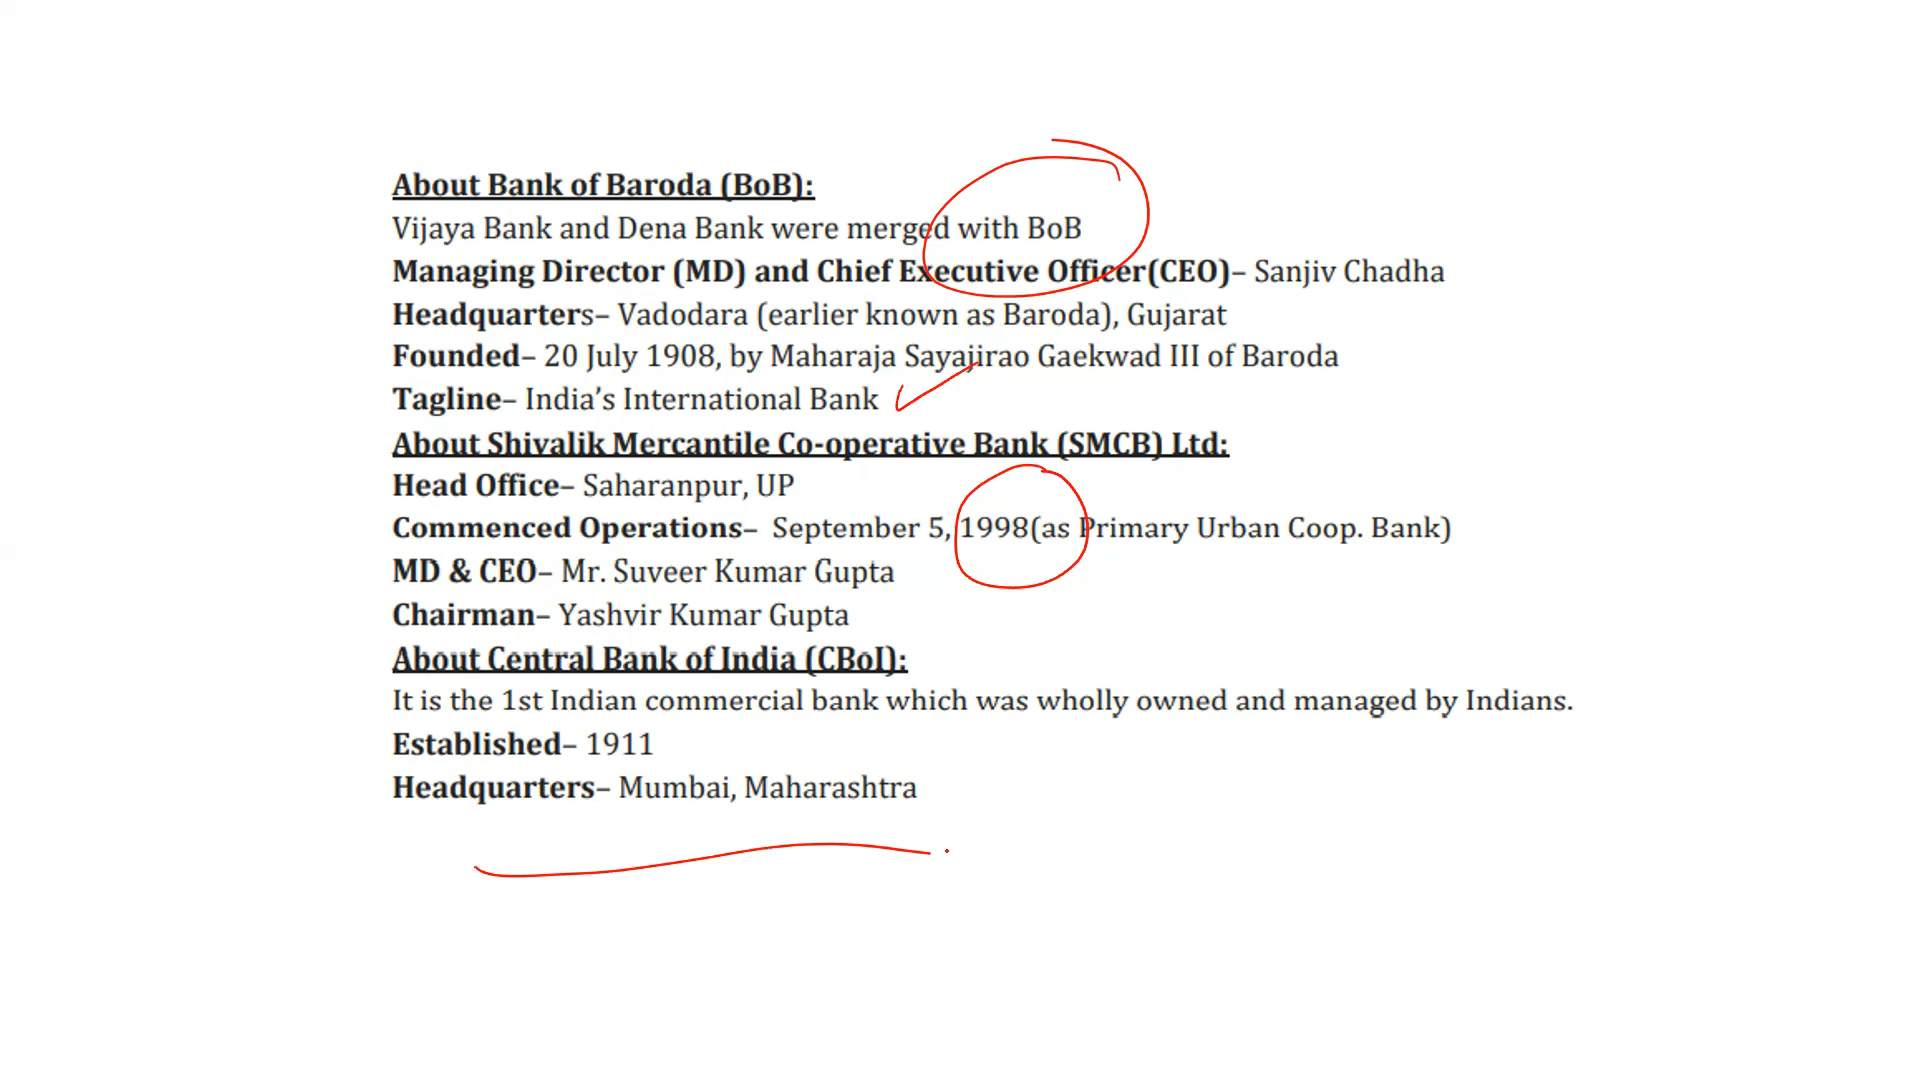 About Bank of Baroda (BoB):
Vijaya Bank and Dena Bank were merged with BoB
Managing Director (MD) and Chief Executive Officer(CEO)– Sanjiv Chadha
Headquarters– Vadodara (earlier known as Baroda), Gujarat
Founded– 20 July 1908, by Maharaja Sayajirao Gaekwad III of Baroda
Tagline– India’s International Bank
About Shivalik Mercantile Co-operative Bank (SMCB) Ltd:
Head Office– Saharanpur, UP
Commenced Operations– September 5, 1998(as Primary Urban Coop. Bank)
MD & CEO– Mr. Suveer Kumar Gupta
Chairman– Yashvir Kumar Gupta
About Central Bank of India (CBoI):
It is the 1st Indian commercial bank which was wholly owned and managed by Indians.
Established– 1911
Headquarters– Mumbai, Maharashtra